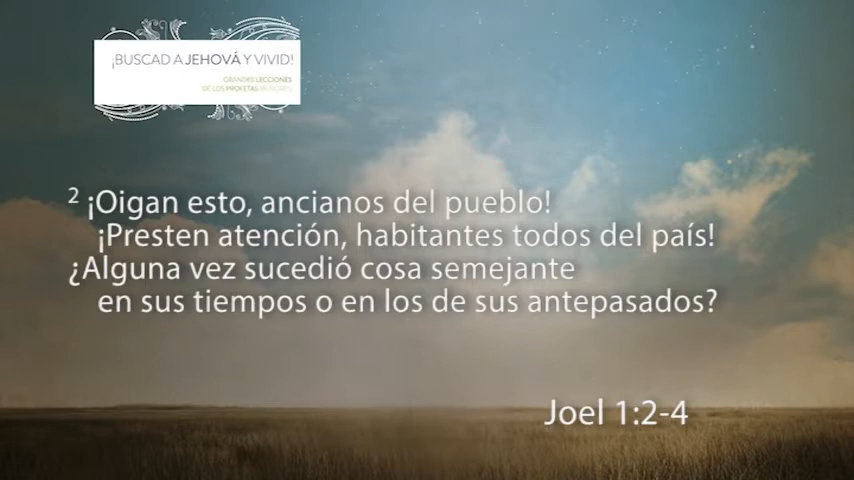 ¡BUSCAD A JEHOVÁ Y VIVID!
GRANDES LECCIONES
DE LOS PROFETAS MENORES
2 ¡Oigan esto, ancianos del pueblo!
¡Presten atención, habitantes todos del país!
¿Alguna vez sucedió cosa semejante
en sus tiempos o en los de sus antepasados?
Joel 1:2-4